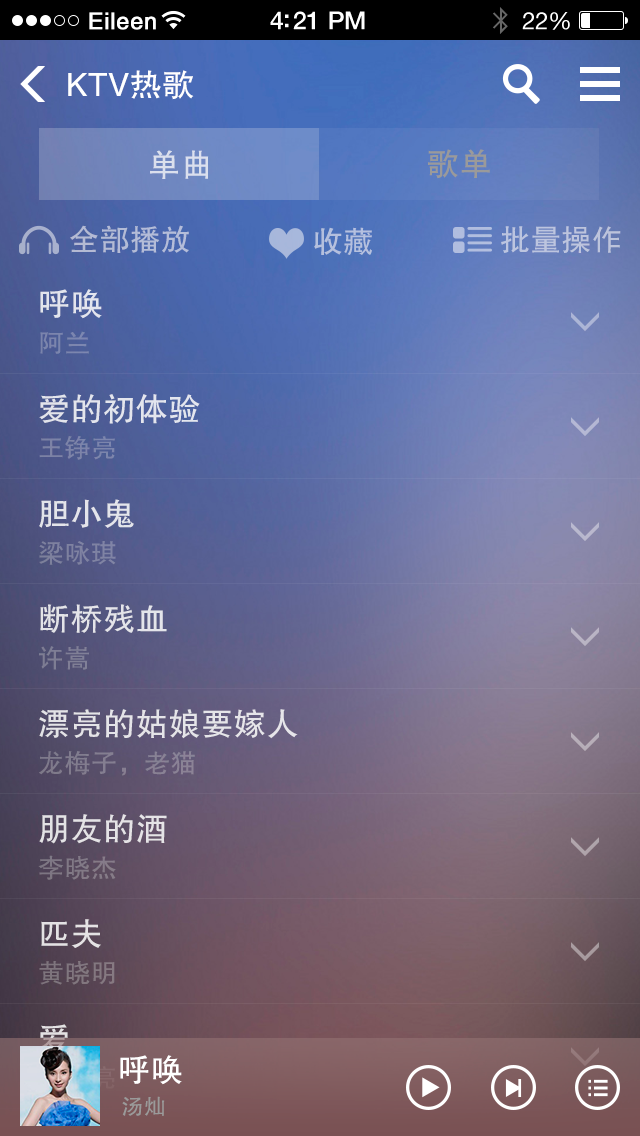 Eileen 4:21 PM 22%
KTV热歌
单曲 歌单
全部播放 收藏 批量操作
呼唤
阿兰
爱的初体验
王铮亮
胆小鬼
梁咏琪
断桥残血
许嵩
漂亮的姑娘要嫁人
龙梅子，老猫
朋友的酒
李晓杰
匹夫
黄晓明
爱
亮
呼唤
汤灿